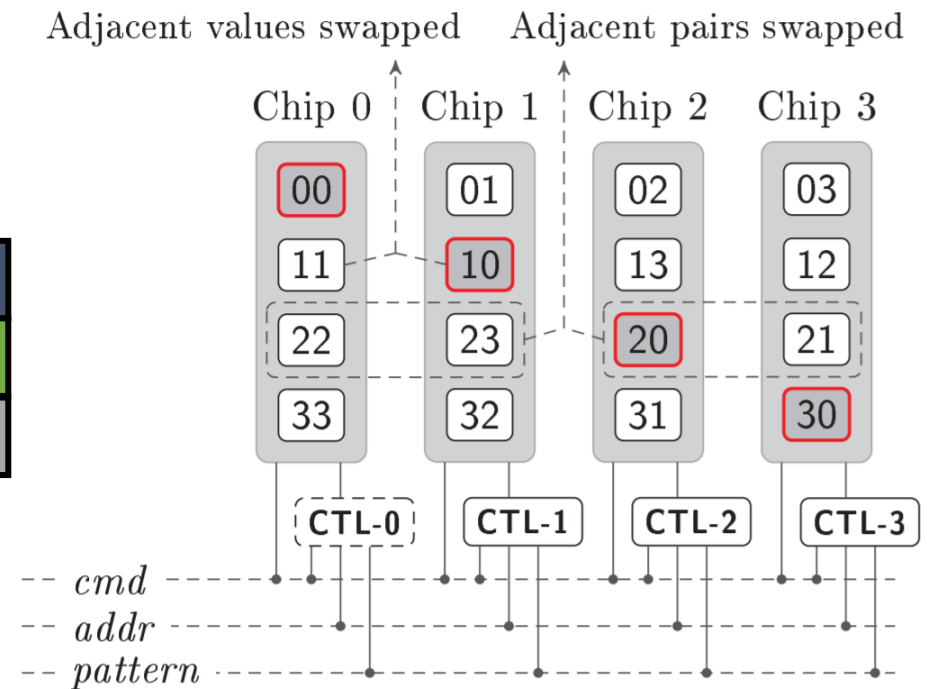 Adjacent values swapped Adjacent pairs swapped
Chip 0 Chip 1 Chip 2 Chip 3
00 01 02 03
11 10 13 12
22 23 20 21
33 32 31 30
CTL-0 CTL-1 CTL-2 CTL-3
cmd
addr
pattern